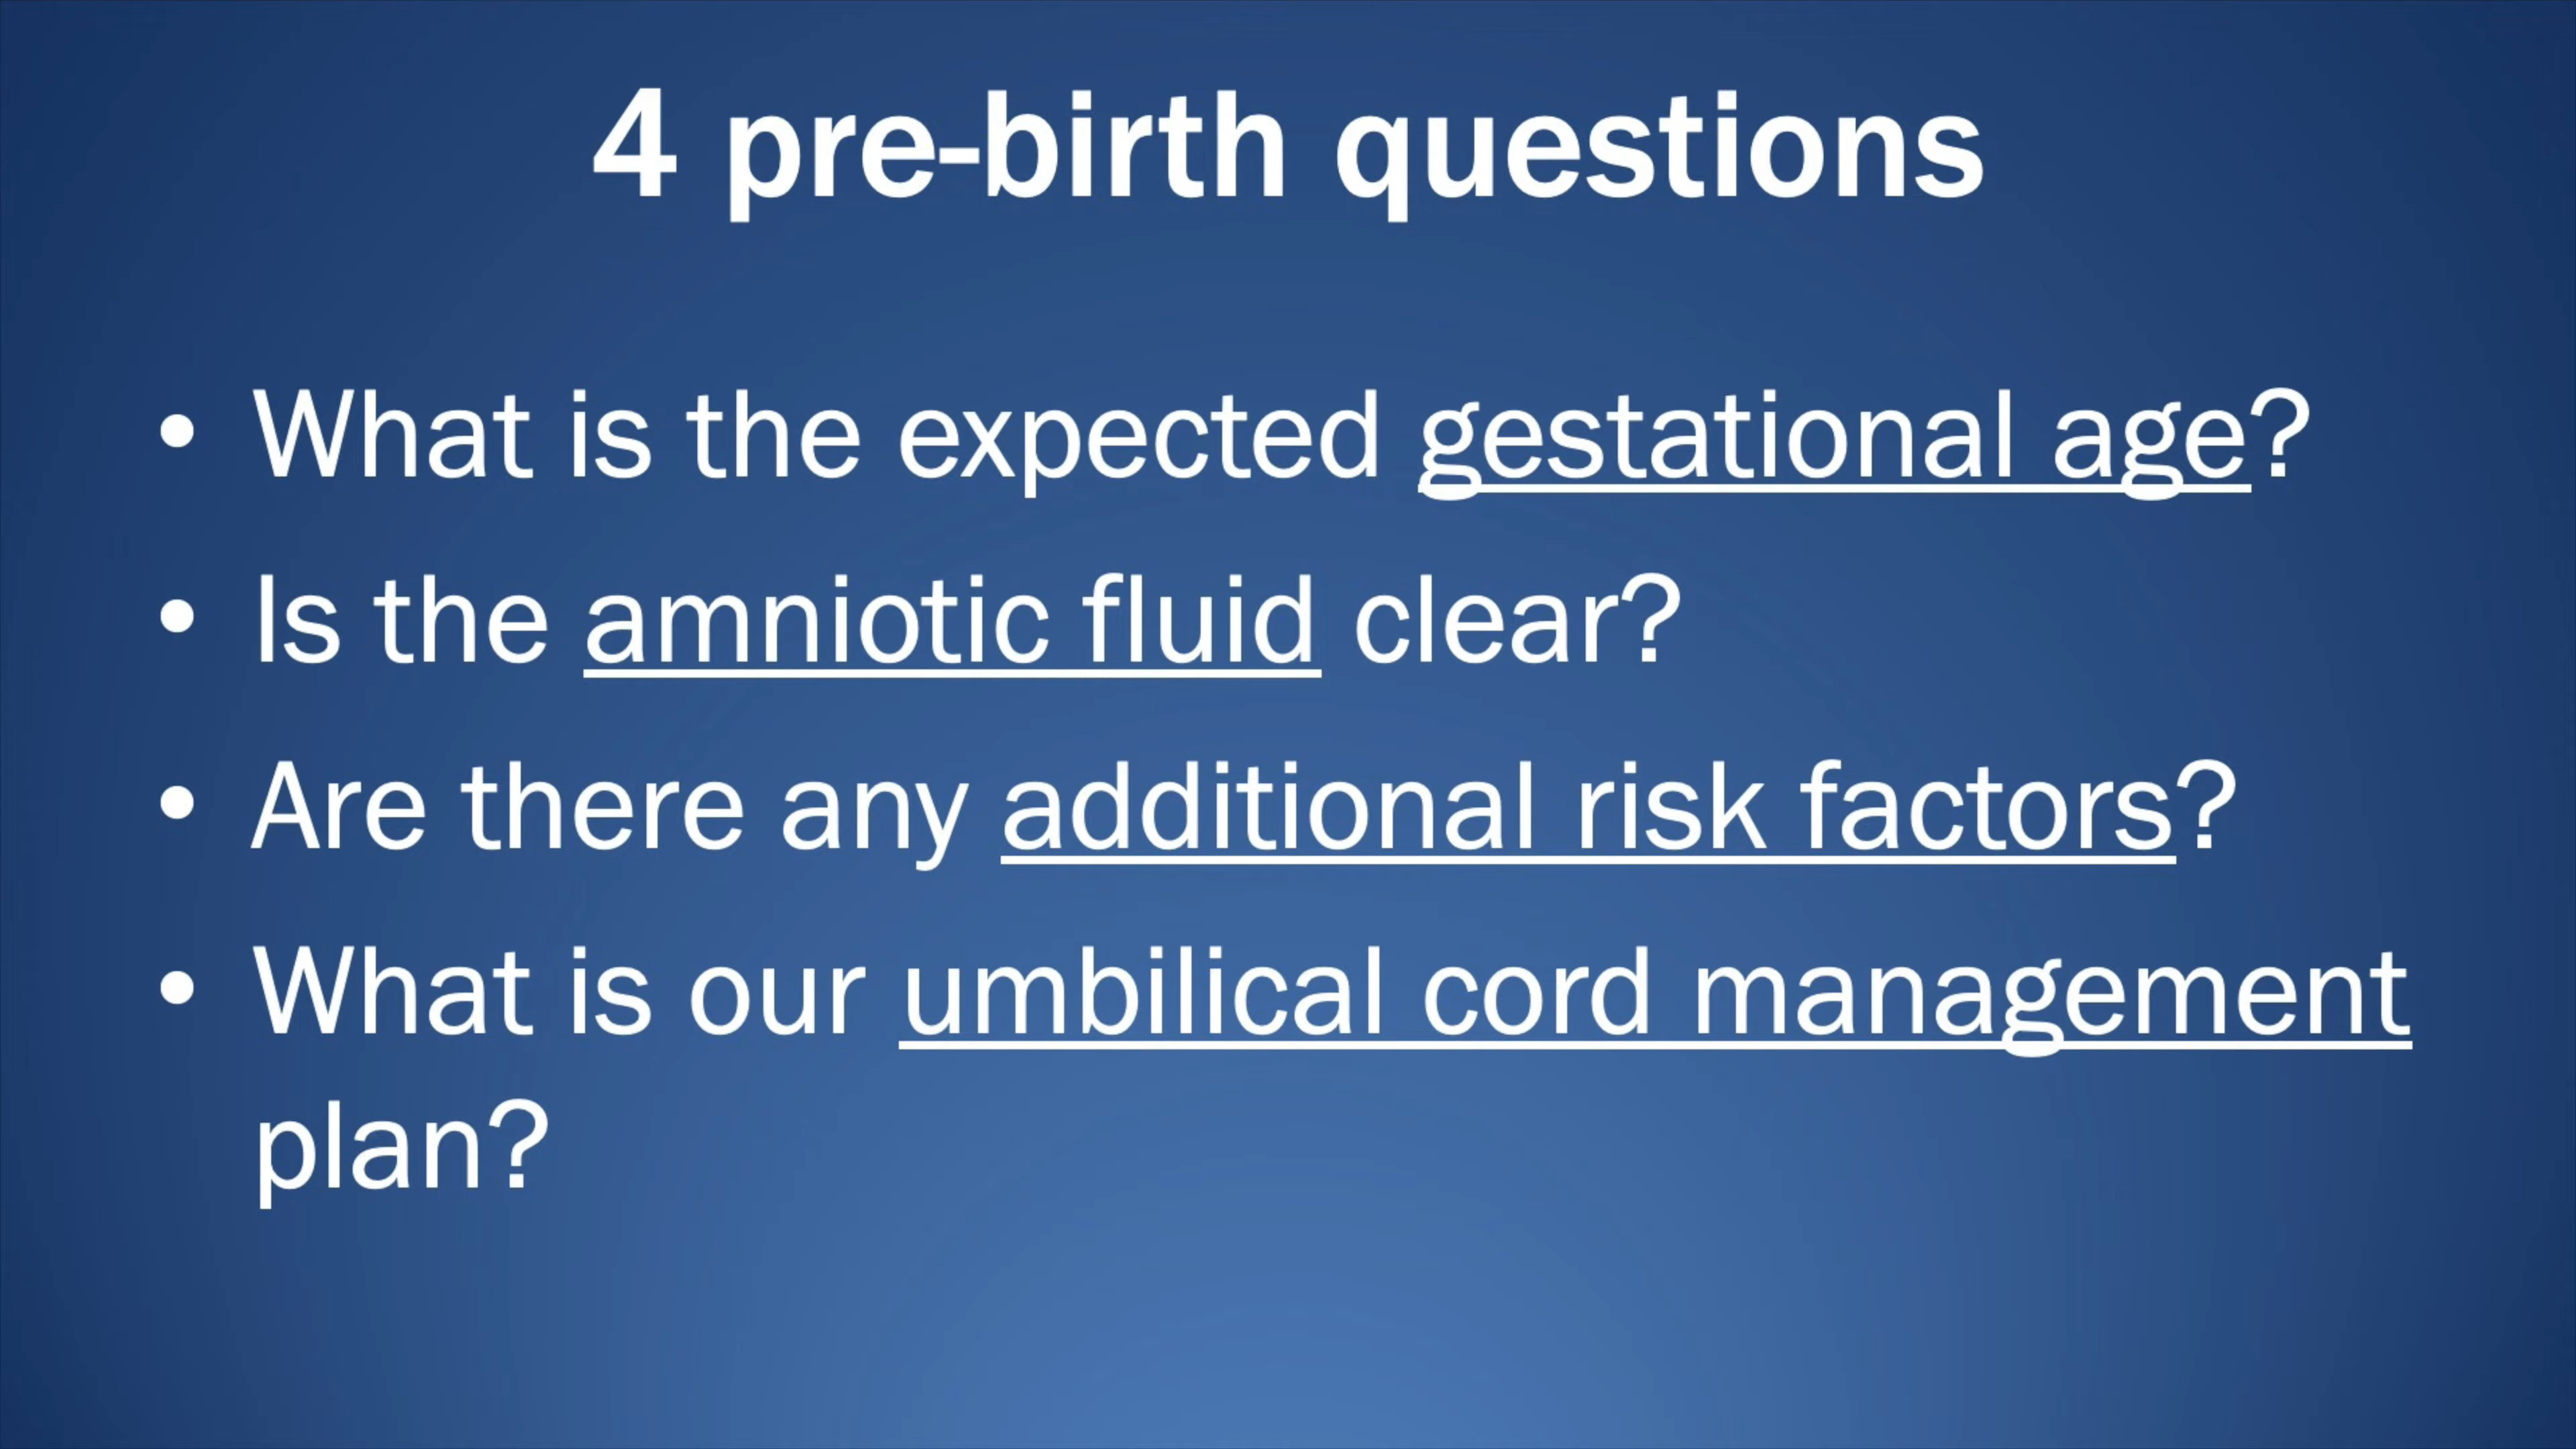 4 pre-birth questions
• What is the expected gestational age?
• Is the amniotic fluid clear?
• Are there any additional risk factors?
• What is our umbilical cord management
plan?